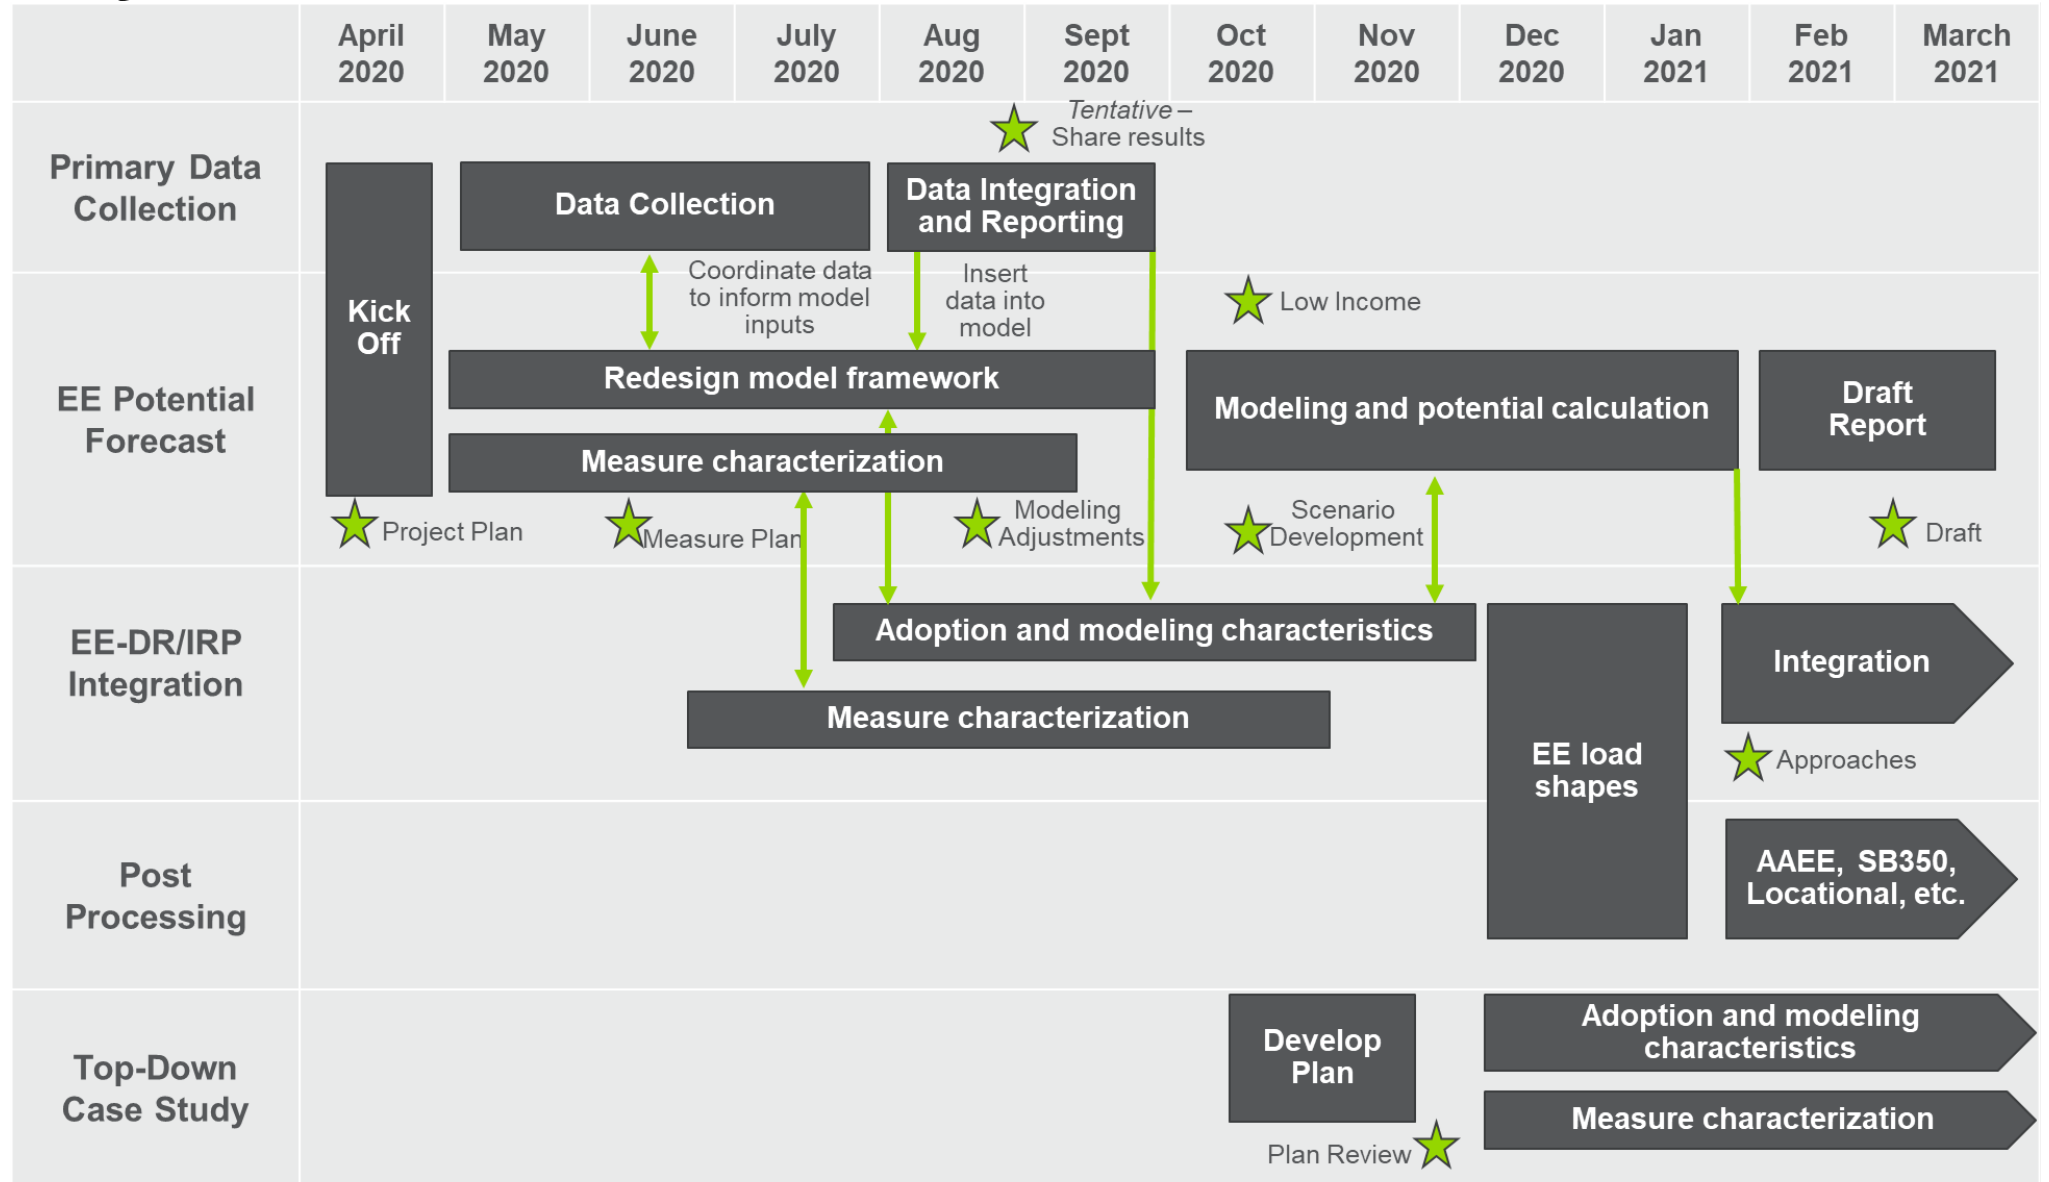 April
2020
May
2020
June
2020
July
2020
Aug
2020
Sept
2020
Oct
2020
Nov
2020
Dec
2020
Jan
2021
Feb
2021
March
2021
Primary Data
Collection
Tentative –
Share results
Data Collection
Data Integration
and Reporting
Kick
Off
Coordinate data
to inform model
inputs
Insert
data into
model
EE Potential
Forecast
Low Income
Redesign model framework
Modeling and potential calculation
Draft
Report
Measure characterization
Project Plan
Measure Plan
Modeling
Adjustments
Scenario
Development
Draft
EE-DR/IRP
Integration
Adoption and modeling characteristics
Measure characterization
EE load
shapes
Integration
Approaches
Post
Processing
AAEE, SB350,
Locational, etc.
Top-Down
Case Study
Develop
Plan
Plan Review
Adoption and modeling
characteristics
Measure characterization